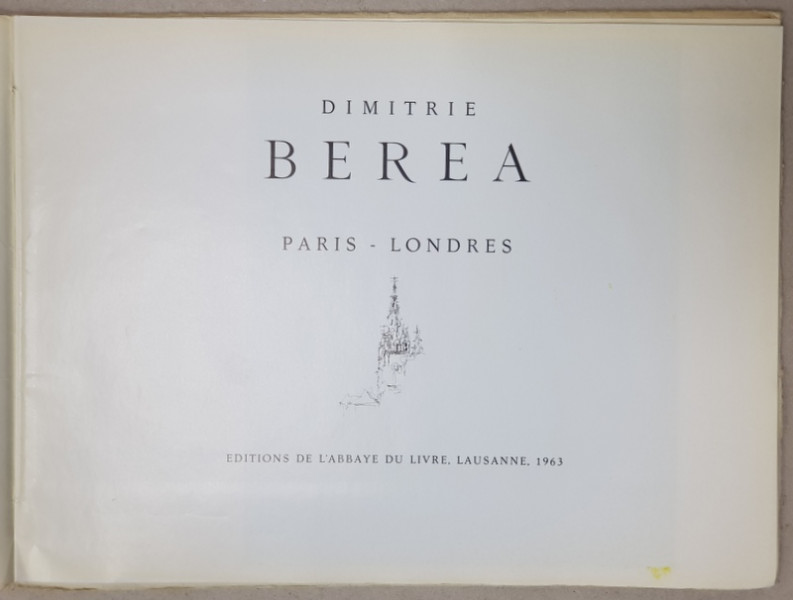 DIMITRIE
BEREA
PARIS - LONDRES
EDITIONS DE L'ABBAYE DU LIVRE, LAUSANNE, 1963